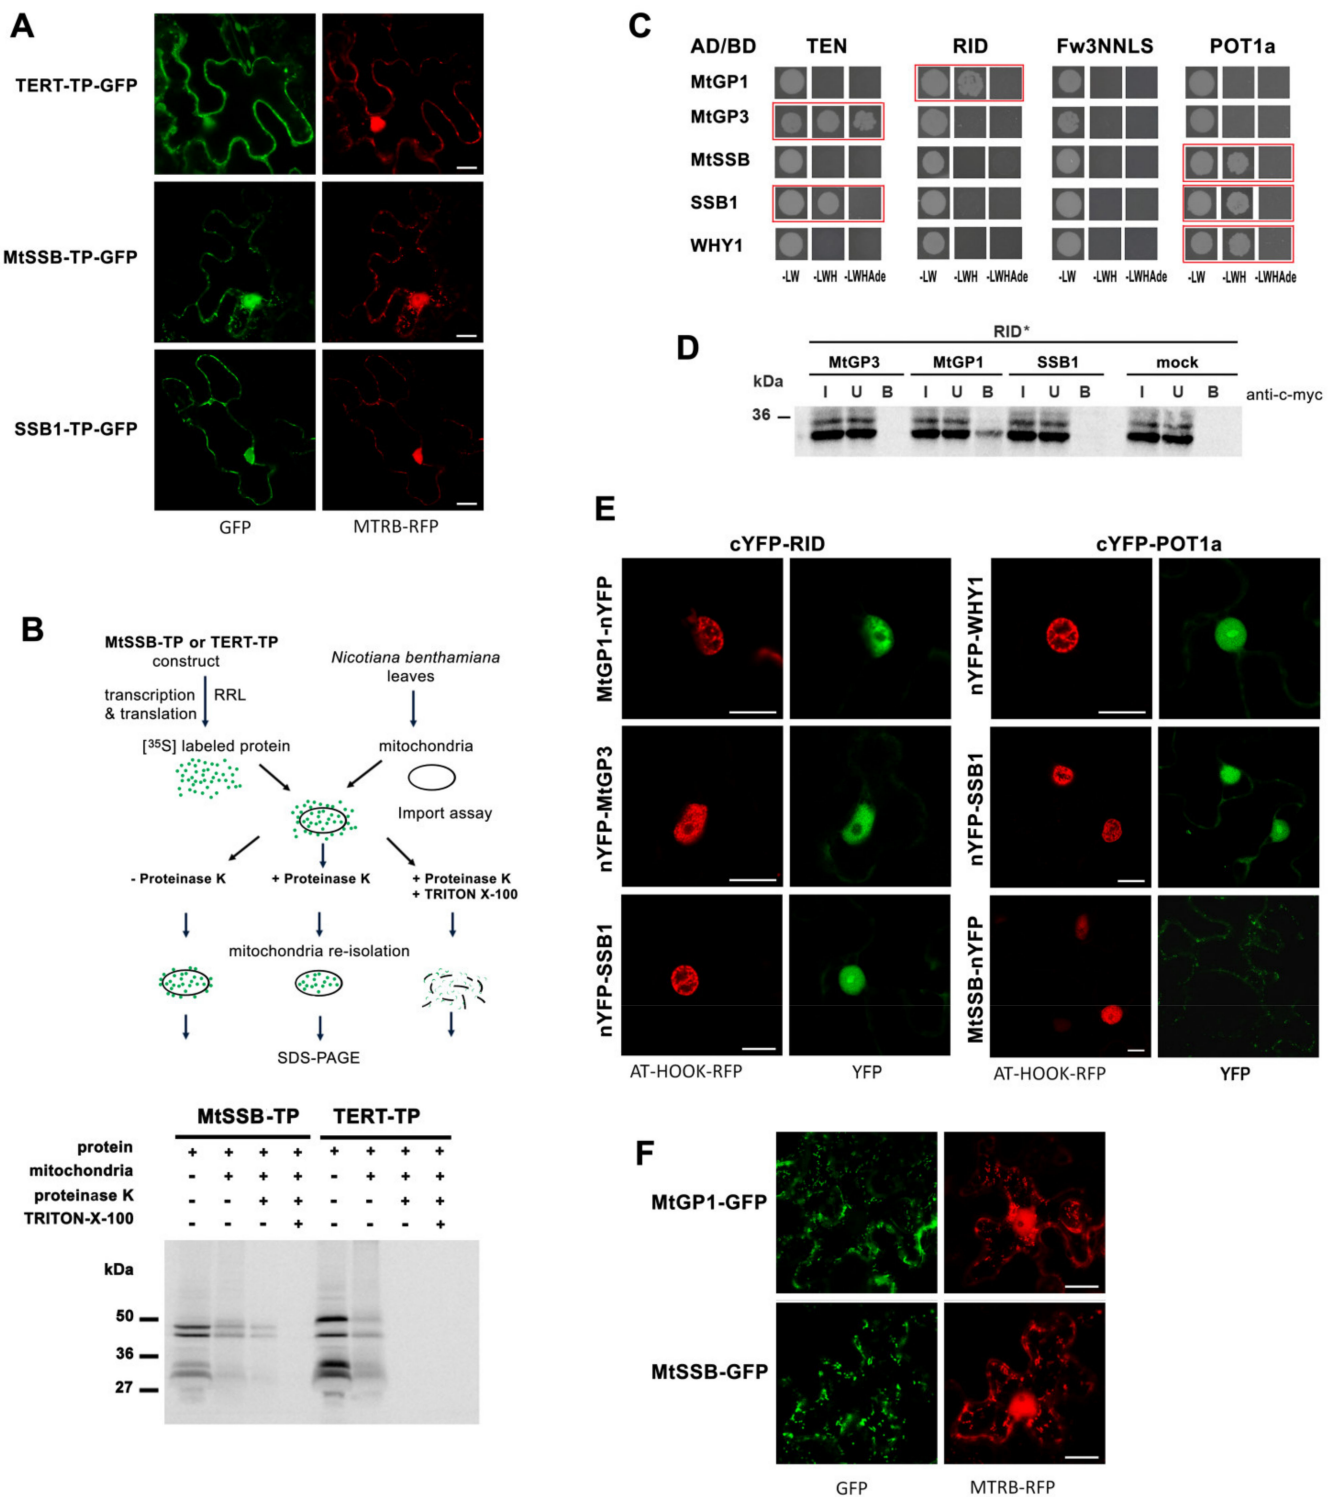 A
TERT-TP-GFP
MtSSB-TP-GFP
SSB1-TP-GFP
GFP MTRB-RFP
B
MtSSB-TP or TERT-TP
construct
Nicotiana benthamiana
leaves
transcription RRL
& translation
[35S] labeled protein mitochondria
Import assay
- Proteinase K + Proteinase K + Proteinase K
+ TRITON X-100
mitochondria re-isolation
SDS-PAGE
MtSSB-TP TERT-TP
protein + + + + + + + +
mitochondria - + + + - + + +
proteinase K - - + + - - + +
TRITON-X-100 - - - + - - - +
kDa
50
36
27
C
AD/BD TEN RID Fw3NNLS POT1a
MtGP1
MtGP3
MtSSB
SSB1
WHY1
-LW -LWH -LWHAde -LW -LWH -LWHAde -LW -LWH -LWHAde -LW -LWH -LWHAde
D
RID*
MtGP3 MtGP1 SSB1 mock
kDa I U B I U B I U B I U B anti-c-myc
36
E
cYFP-RID cYFP-POT1a
MtGP1-nYFP nYFP-WHY1
nYFP-MtGP3 nYFP-SSB1
nYFP-SSB1 MtSSB-nYFP
AT-HOOK-RFP YFP AT-HOOK-RFP YFP
F
MtGP1-GFP
MtSSB-GFP
GFP MTRB-RFP